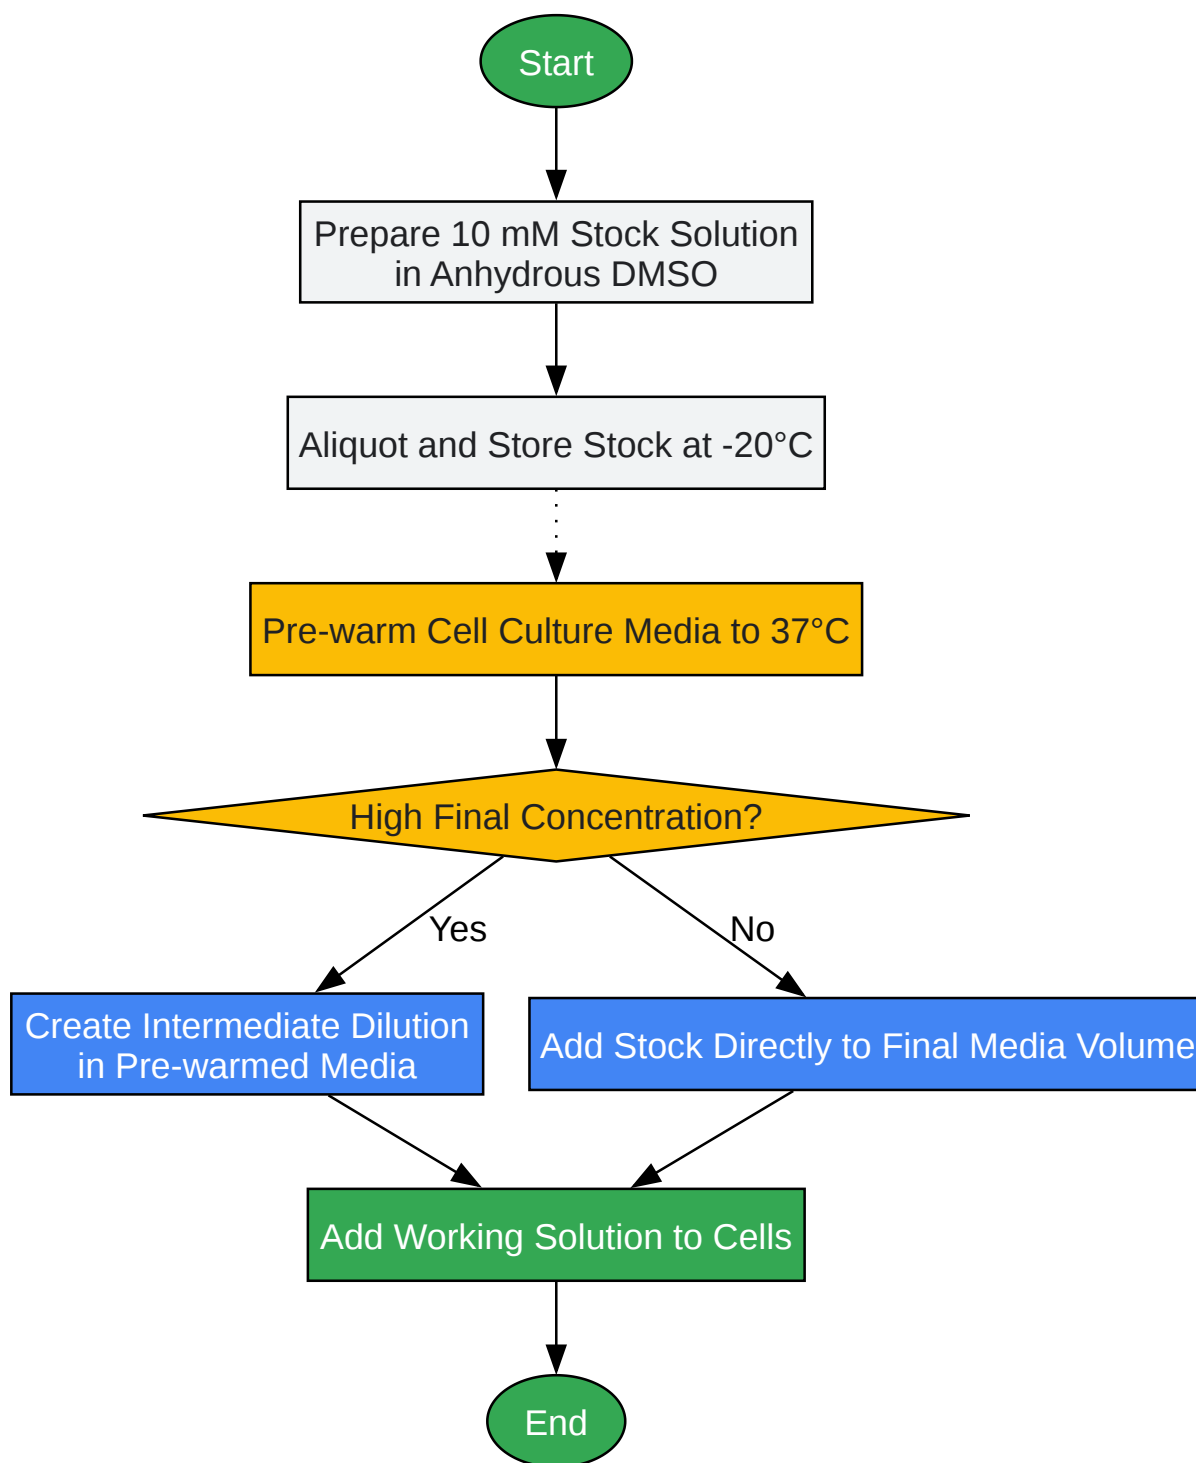 Start
Prepare 10 mM Stock Solution
in Anhydrous DMSO
Aliquot and Store Stock at -20°C
Pre-warm Cell Culture Media to 37°C
High Final Concentration?
Yes
No
Create Intermediate Dilution
in Pre-warmed Media
Add Stock Directly to Final Media Volume
Add Working Solution to Cells
End